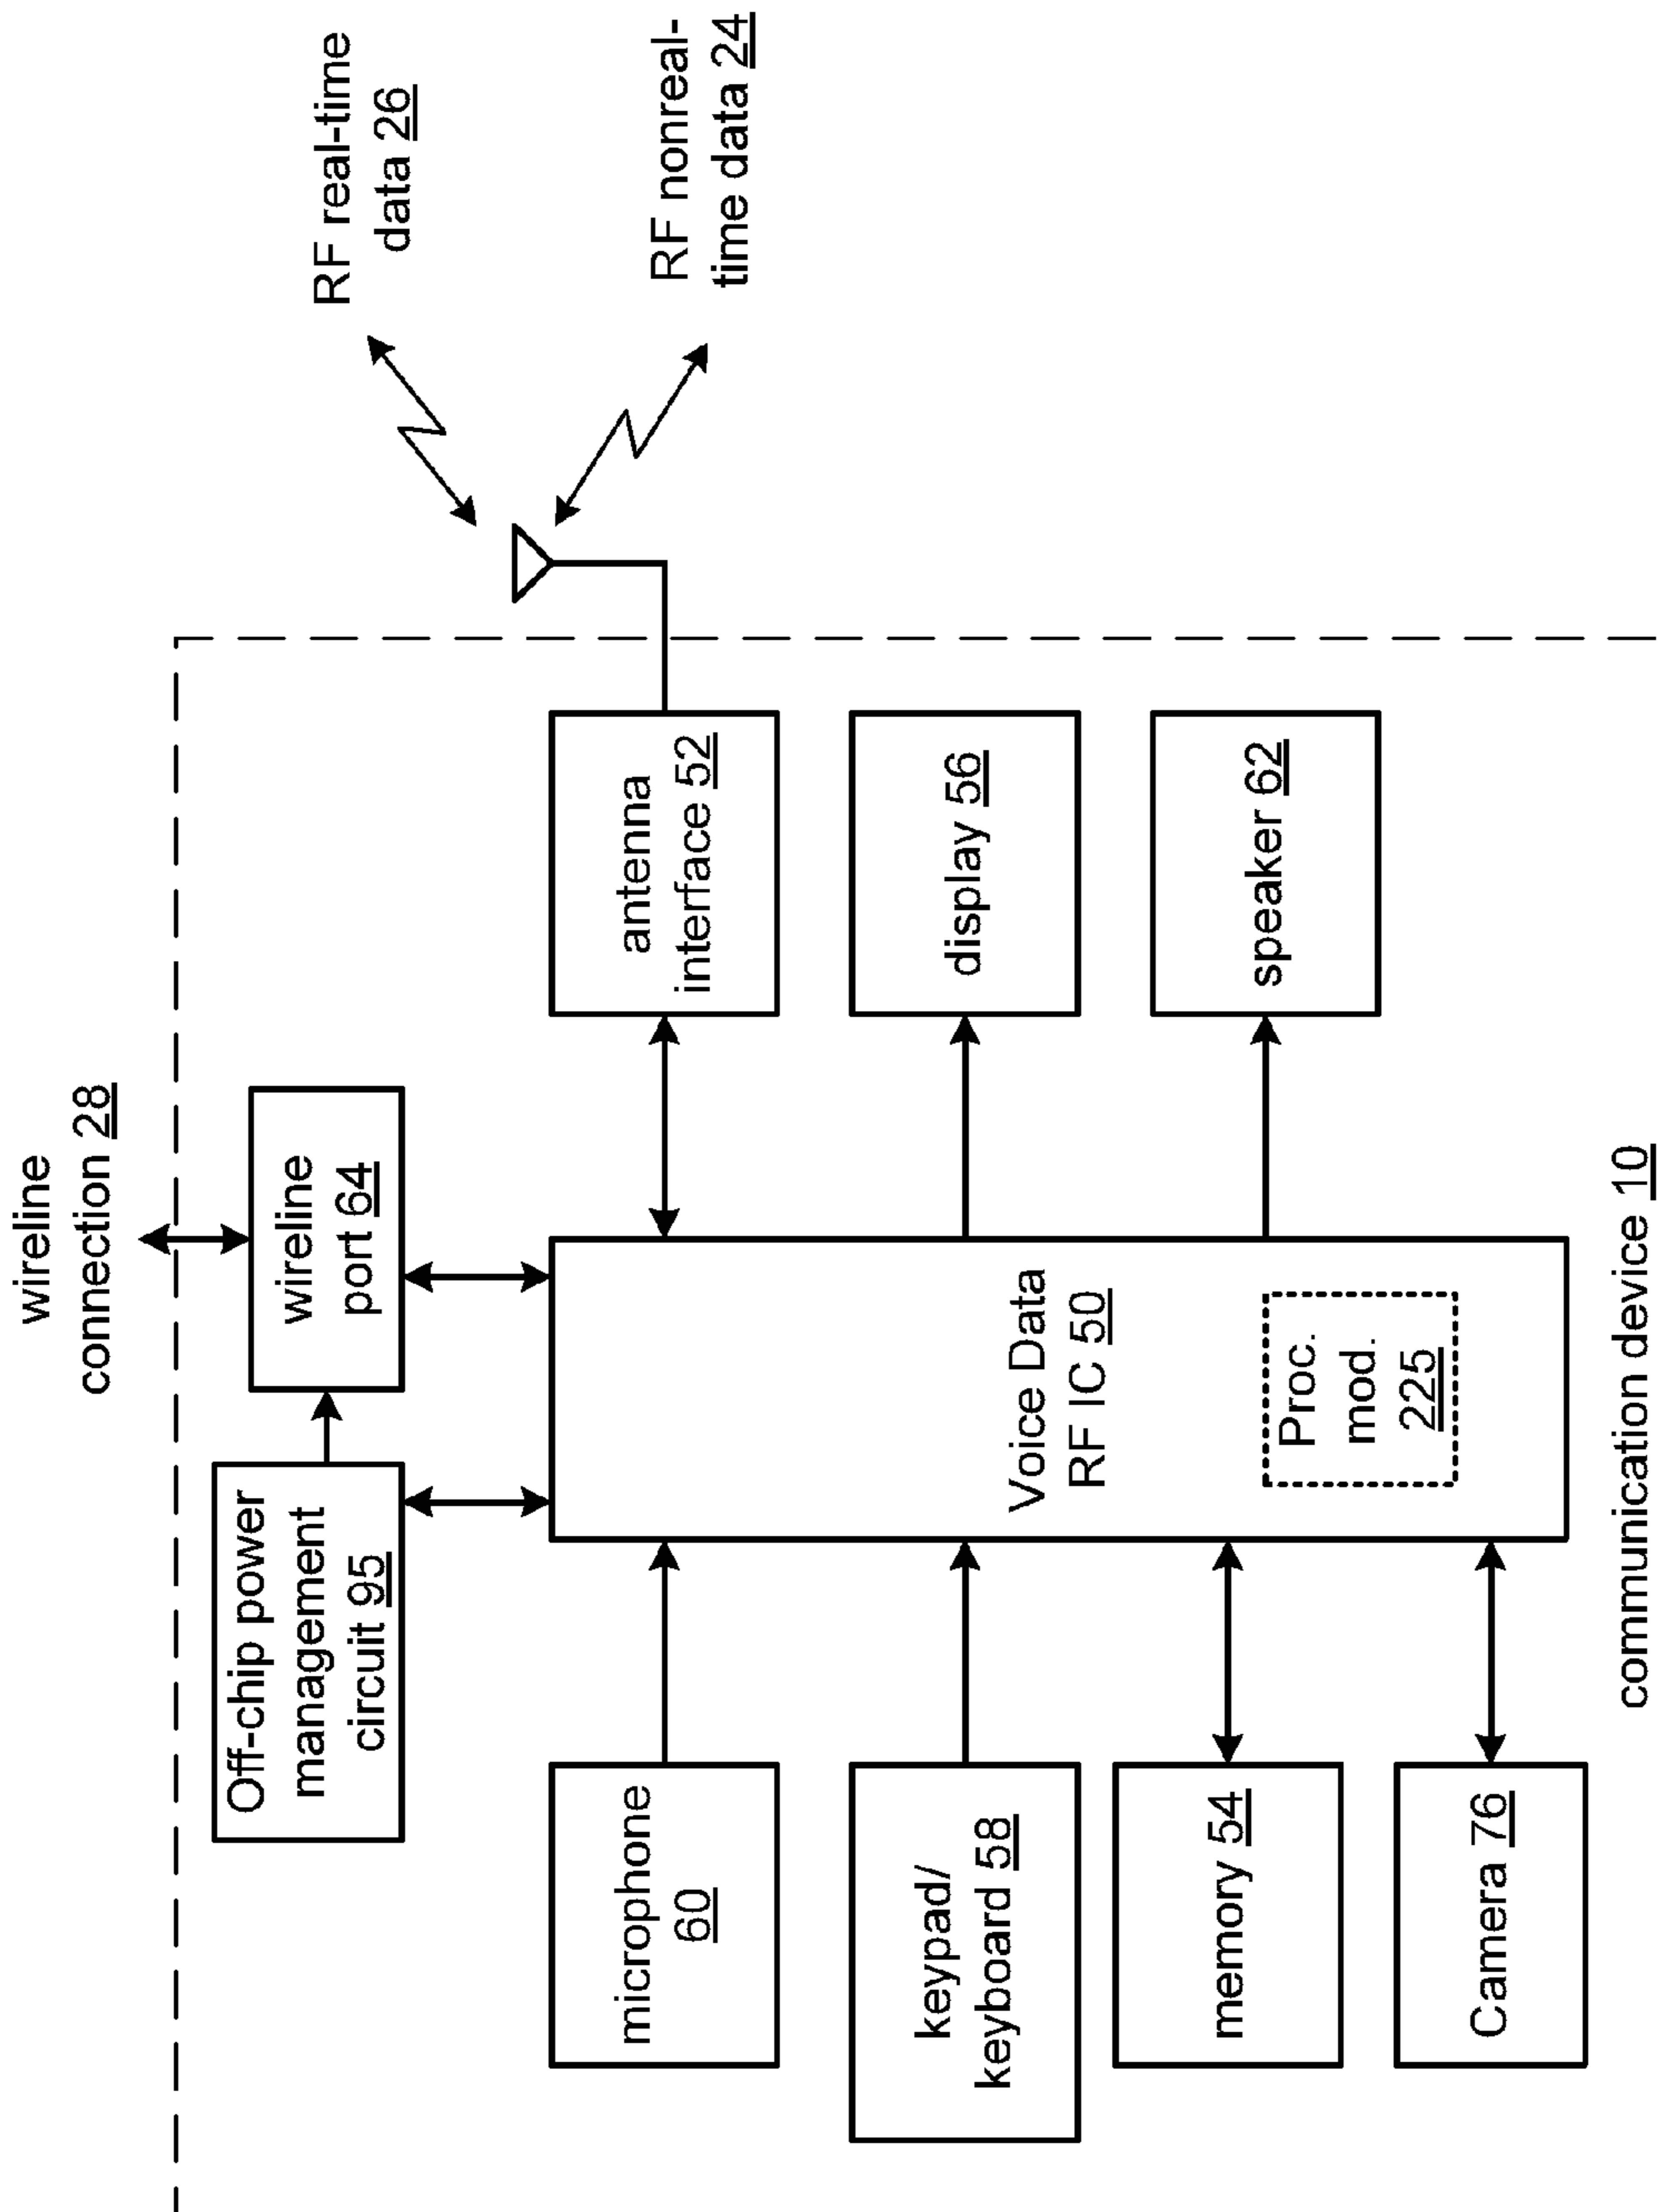 wireline
connection 28
RF real-time
data 26
RF nonreal-
time data 24
Off-chip power
management
circuit 95
wireline
port 64
microphone
60
Voice Data
RF IC 50
antenna
interface 52
keypad/
keyboard 58
display 56
memory 54
Proc.
mod.
225
speaker 62
Camera 76
communication device 10